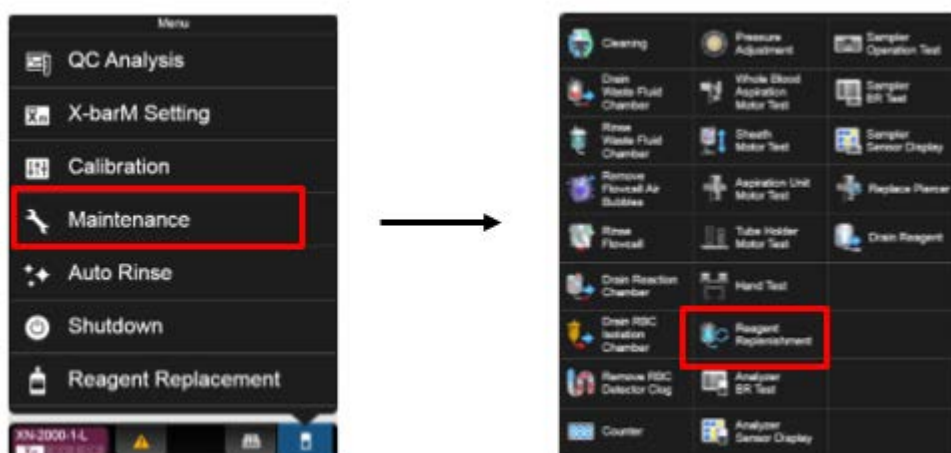 Menu
QC Analysis
X-barM Setting
Calibration
Maintenance
Auto Rinse
Shutdown
Reagent Replacement
XN-2000-1-L
Cleaning
Pressure
Adjustment
Sampler
Operation Test
Drain
Waste Fluid
Chamber
Whole Blood
Aspiration
Motor Test
Sampler
BR Test
Rinse
Waste Fluid
Chamber
Sheath
Motor Test
Sampler
Sensor Display
Remove
Flowcell Air
Bubbles
Aspiration Unit
Motor Test
Replace Piercer
Rinse
Flowcell
Tube Holder
Motor Test
Drain Reagent
Drain Reaction
Chamber
Hand Test
Drain RBC
Isolation
Chamber
Reagent
Replenishment
Remove RBC
Detector Clog
Analyzer
BR Test
Counter
Analyzer
Sensor Display